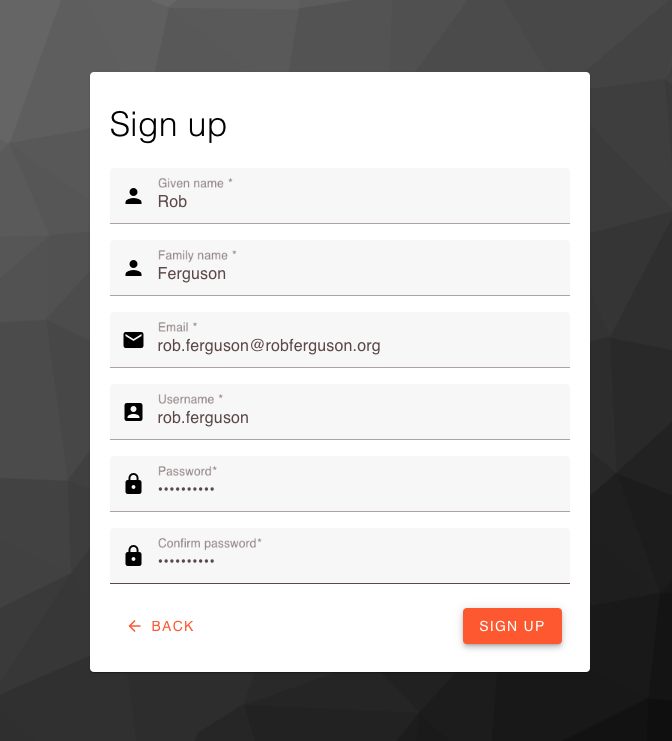 Sign up
Given name *
Rob
Family name *
Ferguson
Email *
rob.ferguson@robferguson.org
Username *
rob.ferguson
Password*
••••••••••
Confirm password*
••••••••••
BACK
SIGN UP